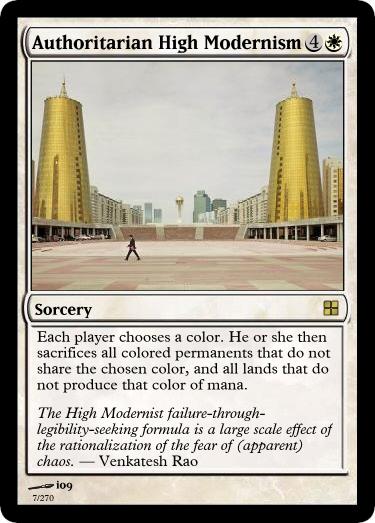 Authoritarian High Modernism 4
Sorcery
Each player chooses a color. He or she then
sacrifices all colored permanents that do not
share the chosen color, and all lands that do
not produce that color of mana.
The High Modernist failure-through-
legibility-seeking formula is a large scale effect of
the rationalization of the fear of (apparent)
chaos. — Venkatesh Rao
i09
7/270